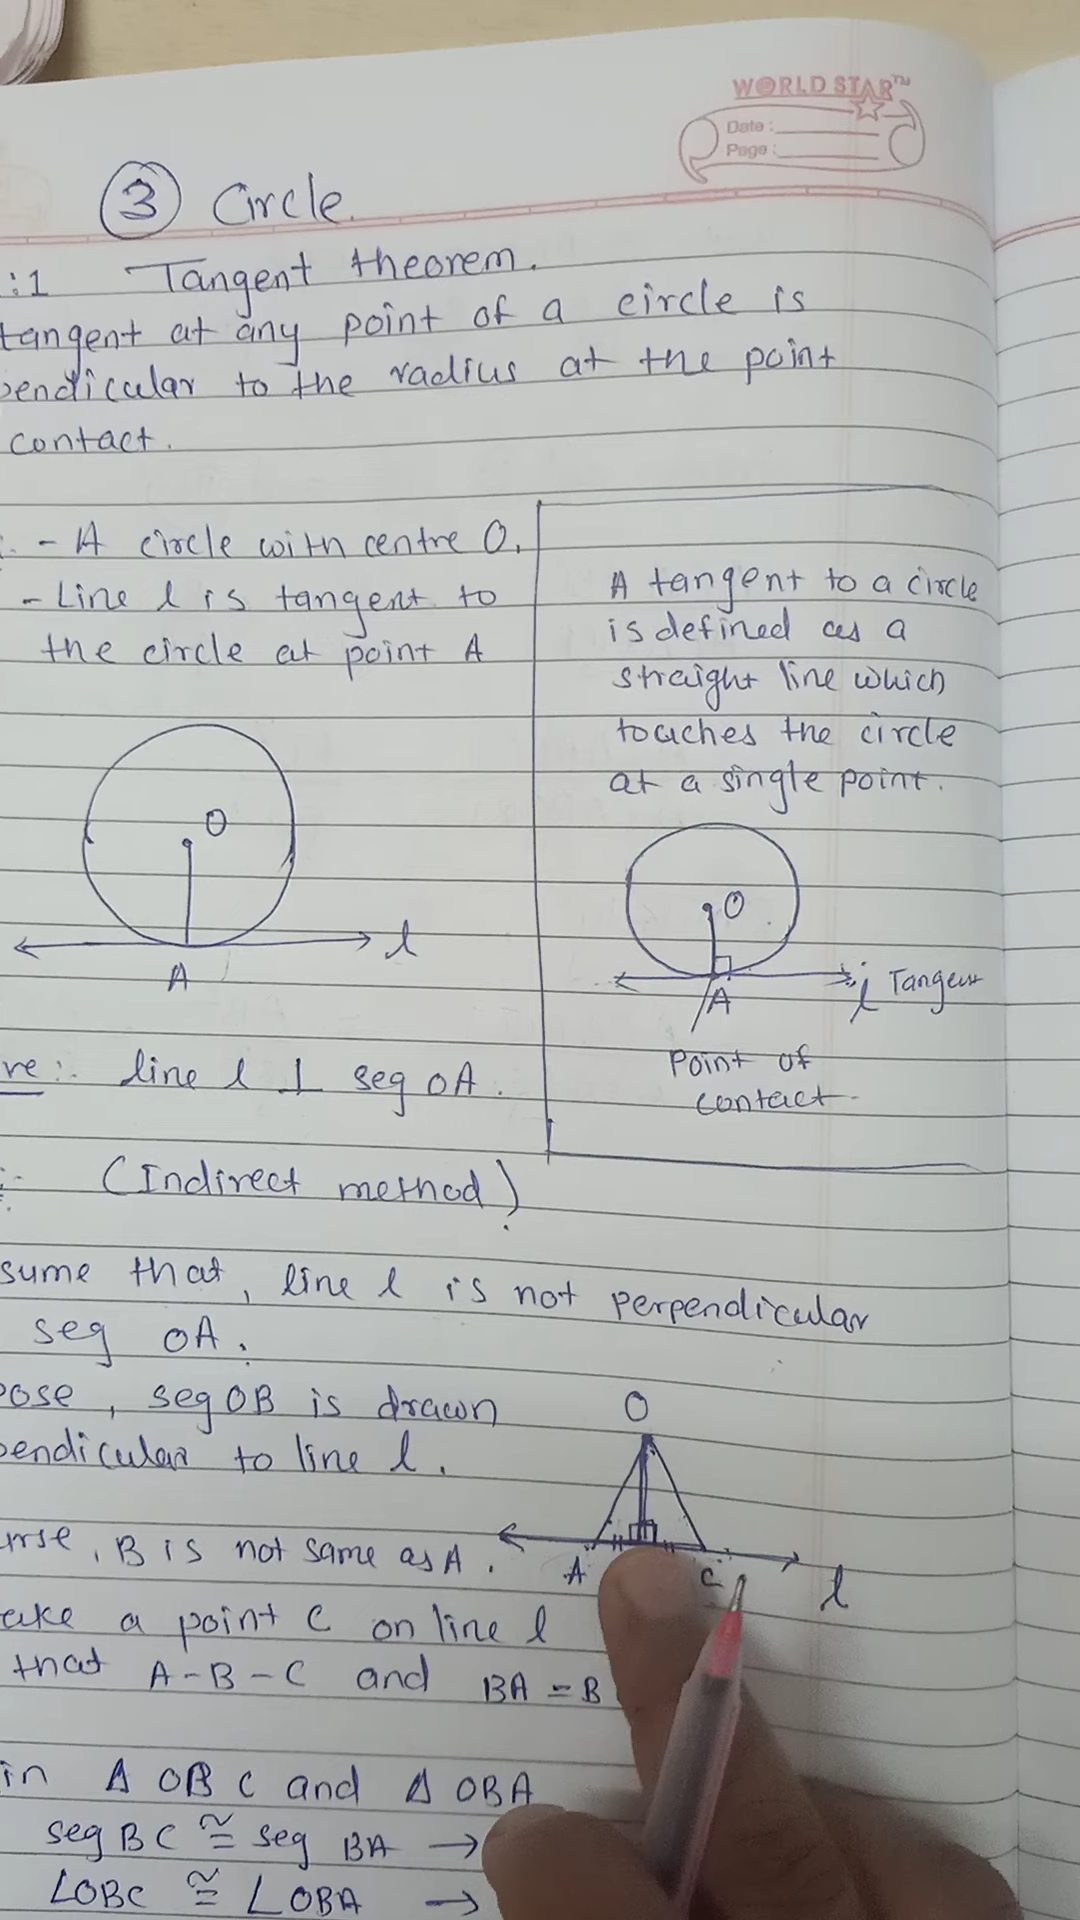 WORLD STAR™
Date :
Page :
3 Circle.
:1 Tangent theorem.
tangent at any point of a circle is
pendicular to the radius at the point
contact.
:- - A circle with centre O.
- Line l is tangent to
the circle at point A
O
l
A
A tangent to a circle
is defined as a
straight line which
touches the circle
at a single point.
O
A
l Tangent
Point of
contact.
ve:- line l ⊥ seg OA.
:- (Indirect method)
sume that, line l is not perpendicular
seg OA.
pose, seg OB is drawn
pendicular to line l.
O
A C l
urse, B is not same as A.
ake a point C on line l
that A-B-C and BA = B
in Δ OBC and Δ OBA
seg BC ≅ seg BA →
∠OBC ≅ ∠OBA →